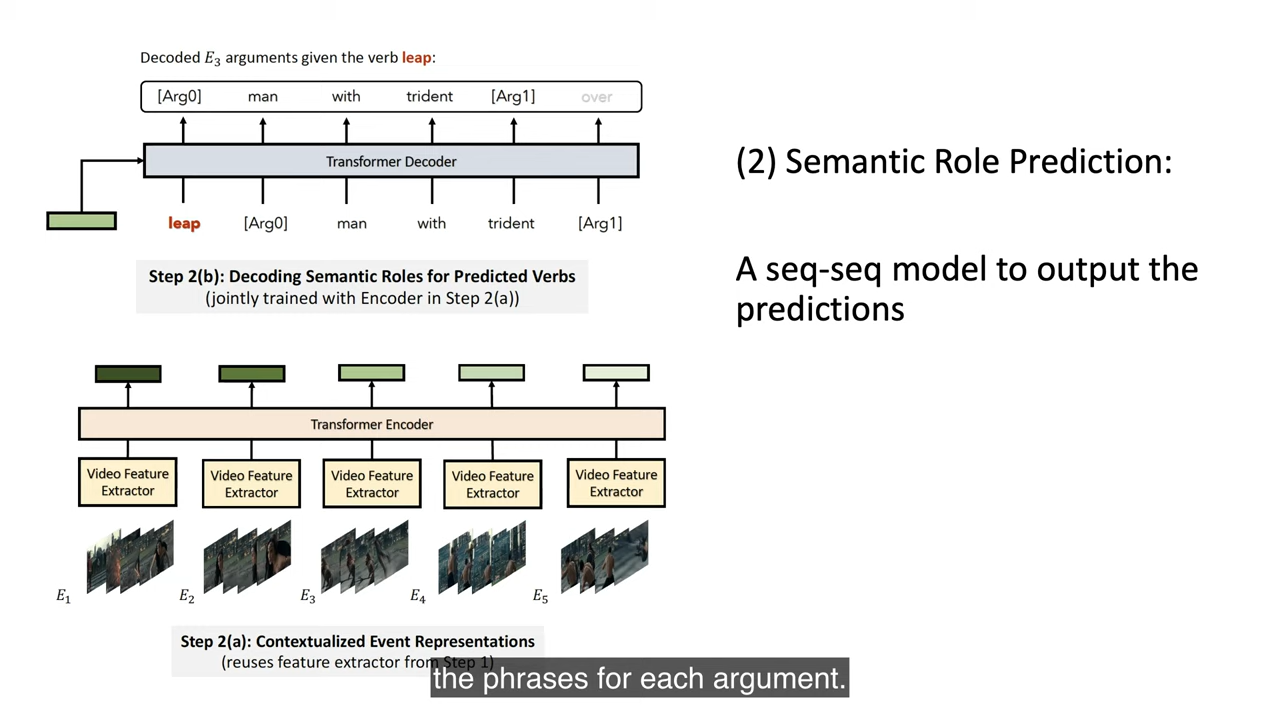 Decoded E₃ arguments given the verb leap:
[Arg0] man with trident [Arg1] over
Transformer Decoder
leap [Arg0] man with trident [Arg1]
Step 2(b): Decoding Semantic Roles for Predicted Verbs
(jointly trained with Encoder in Step 2(a))
(2) Semantic Role Prediction:
A seq-seq model to output the
predictions
Transformer Encoder
Video Feature Extractor
Video Feature Extractor
Video Feature Extractor
Video Feature Extractor
Video Feature Extractor
E₁ E₂ E₃ E₄ E₅
Step 2(a): Contextualized Event Representations
(reuses feature extractor from Step 1)
the phrases for each argument.